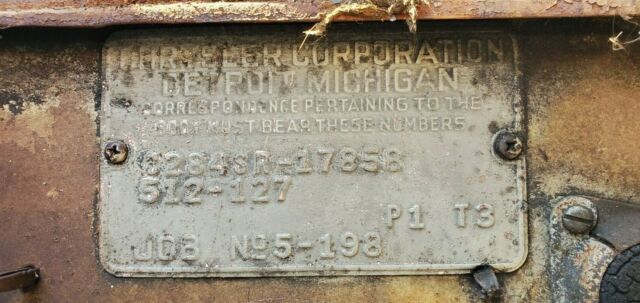 CHRYSLER CORPORATION
DETROIT MICHIGAN
CORRESPONDENCE PERTAINING TO THE
BODY MUST BEAR THESE NUMBERS
512-127
P1 T3
JOB Nº5-198